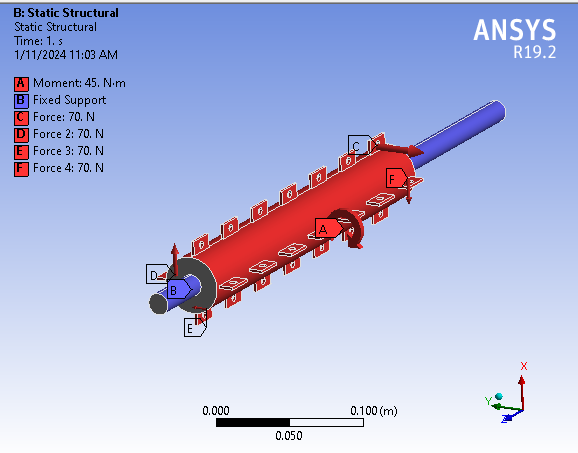 B: Static Structural
Static Structural
Time: 1. s
1/11/2024 11:03 AM
A Moment: 45. N·m
B Fixed Support
C Force: 70. N
D Force 2: 70. N
E Force 3: 70. N
F Force 4: 70. N
ANSYS
R19.2
C
F
A
D
B
E
0.000
0.100 (m)
0.050
X
Y
Z